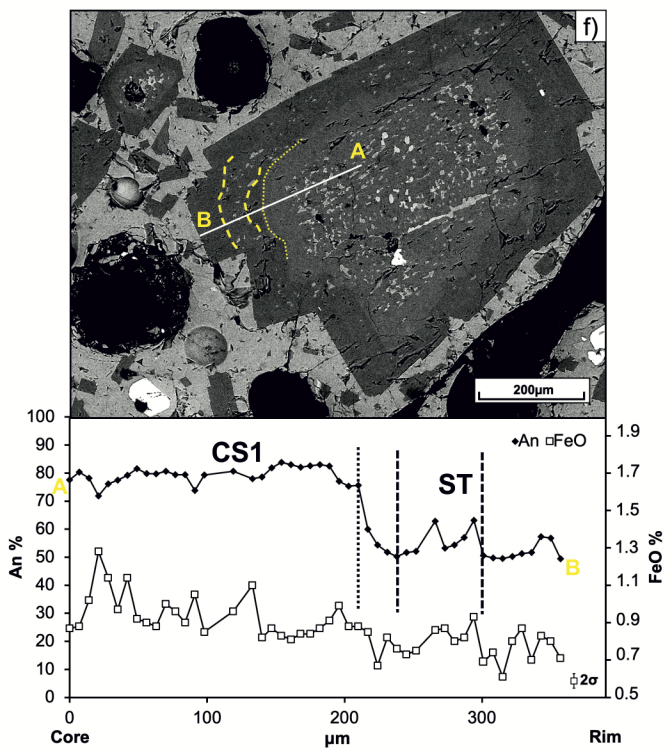 f)
A
B
200µm
100
90
80
70
60
50
40
30
20
10
0
An %
A
CS1
ST
An FeO
B
2σ
1.9
1.7
1.5
1.3
1.1
0.9
0.7
0.5
FeO %
0 100 200 300
Core µm Rim